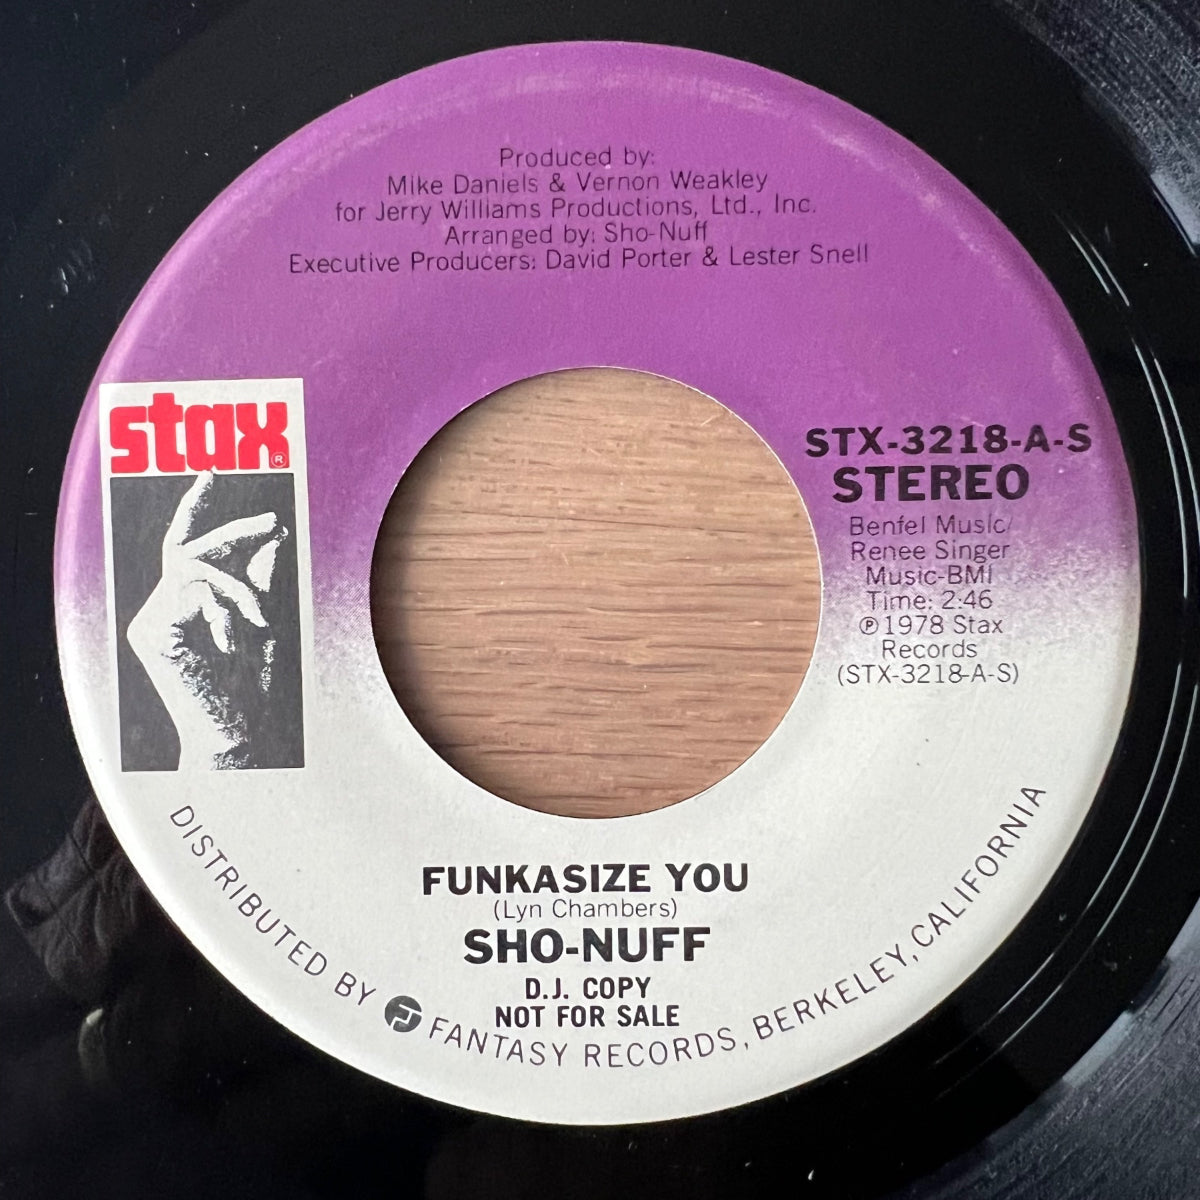 Produced by:
Mike Daniels & Vernon Weakley
for Jerry Williams Productions, Ltd., Inc.
Arranged by: Sho-Nuff
Executive Producers: David Porter & Lester Snell
stax®
STX-3218-A-S
STEREO
Benfel Music/
Renee Singer
Music-BMI
Time: 2:46
℗ 1978 Stax
Records
(STX-3218-A-S)
FUNKASIZE YOU
(Lyn Chambers)
SHO-NUFF
D.J. COPY
NOT FOR SALE
DISTRIBUTED BY FJ FANTASY RECORDS, BERKELEY, CALIFORNIA